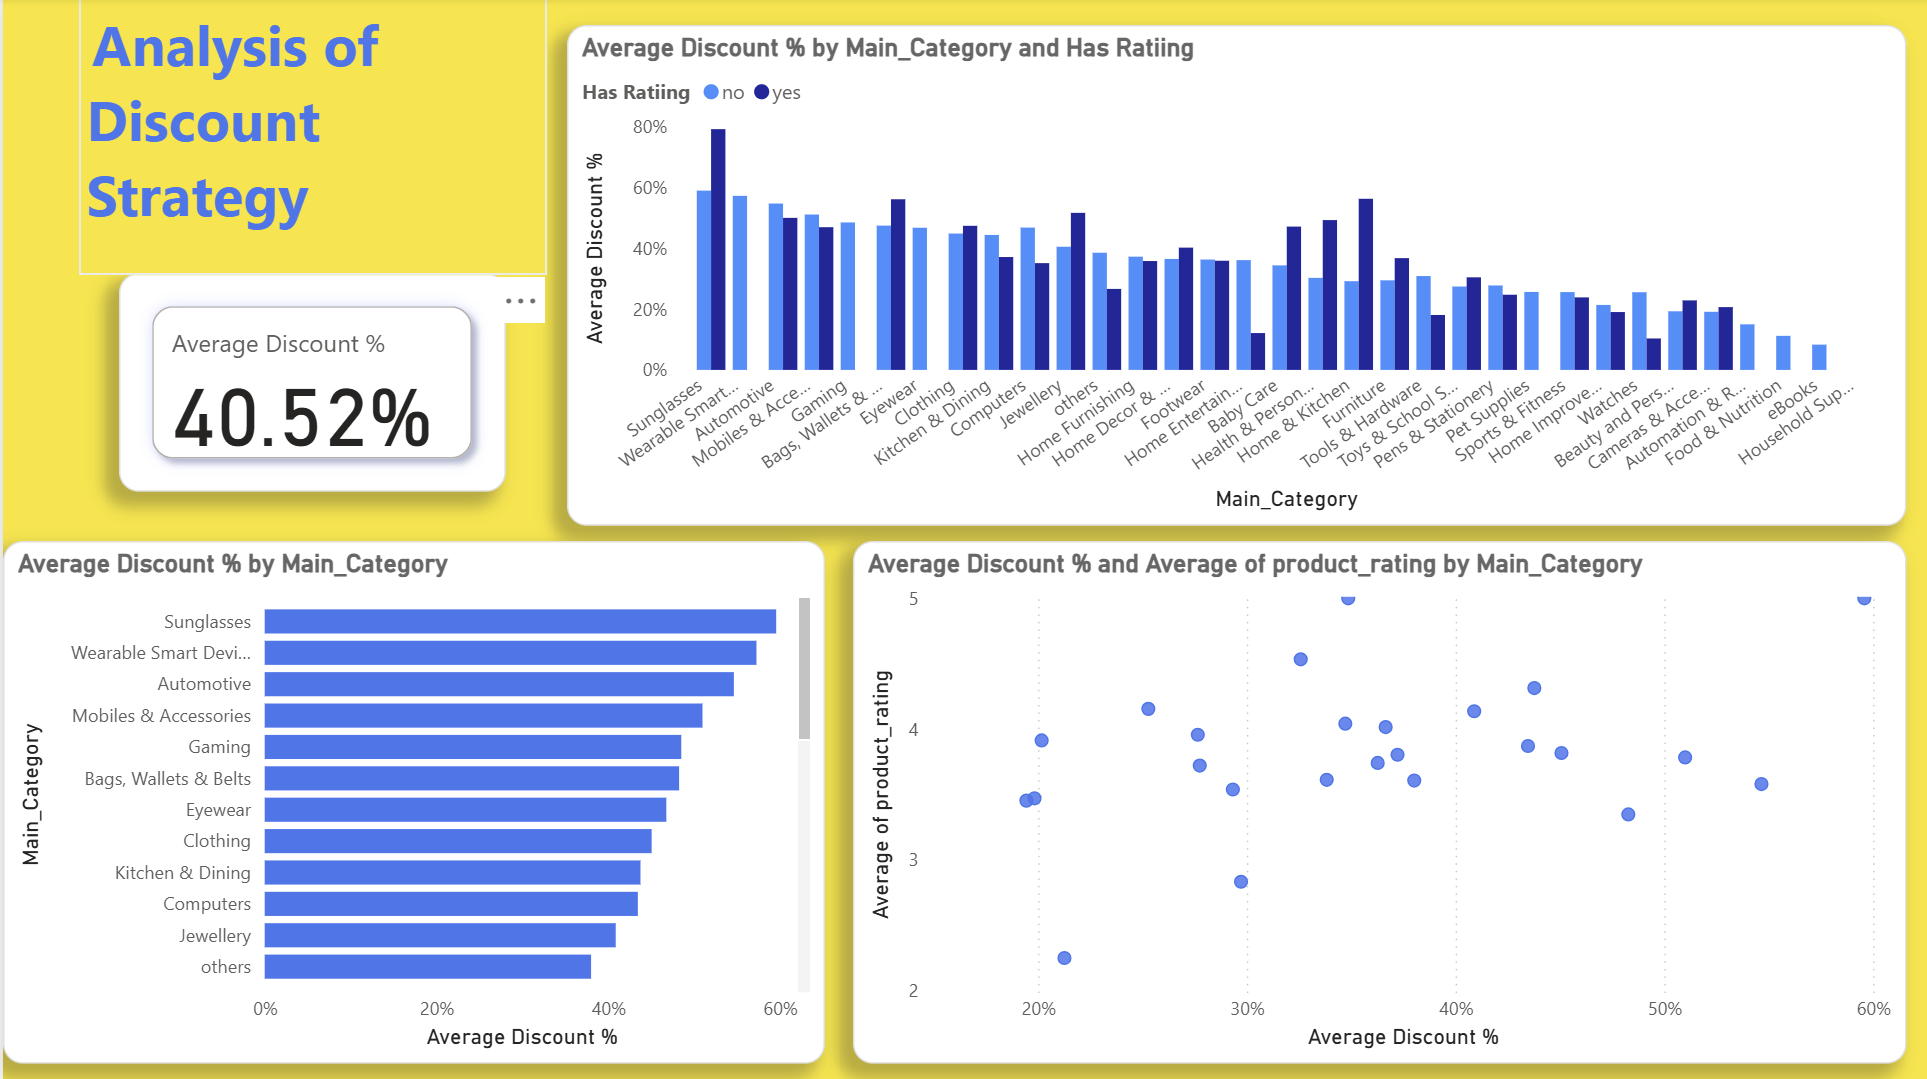 Analysis of
Discount
Strategy
Average Discount %
40.52%
Average Discount % by Main_Category and Has Ratiing
Has Ratiing no yes
Average Discount %
80%
60%
40%
20%
0%
Sunglasses
Wearable Smart...
Automotive
Mobiles & Acce...
Gaming
Bags, Wallets & ...
Eyewear
Clothing
Kitchen & Dining
Computers
Jewellery
others
Home Furnishing
Home Decor & ...
Footwear
Home Entertain...
Baby Care
Health & Person...
Home & Kitchen
Furniture
Tools & Hardware
Toys & School S...
Pens & Stationery
Pet Supplies
Sports & Fitness
Home Improve...
Watches
Beauty and Pers...
Cameras & Acce...
Automation & R...
Food & Nutrition
eBooks
Household Sup...
Main_Category
Average Discount % by Main_Category
Main_Category
Sunglasses
Wearable Smart Devi...
Automotive
Mobiles & Accessories
Gaming
Bags, Wallets & Belts
Eyewear
Clothing
Kitchen & Dining
Computers
Jewellery
others
0% 20% 40% 60%
Average Discount %
Average Discount % and Average of product_rating by Main_Category
Average of product_rating
5
4
3
2
20% 30% 40% 50% 60%
Average Discount %